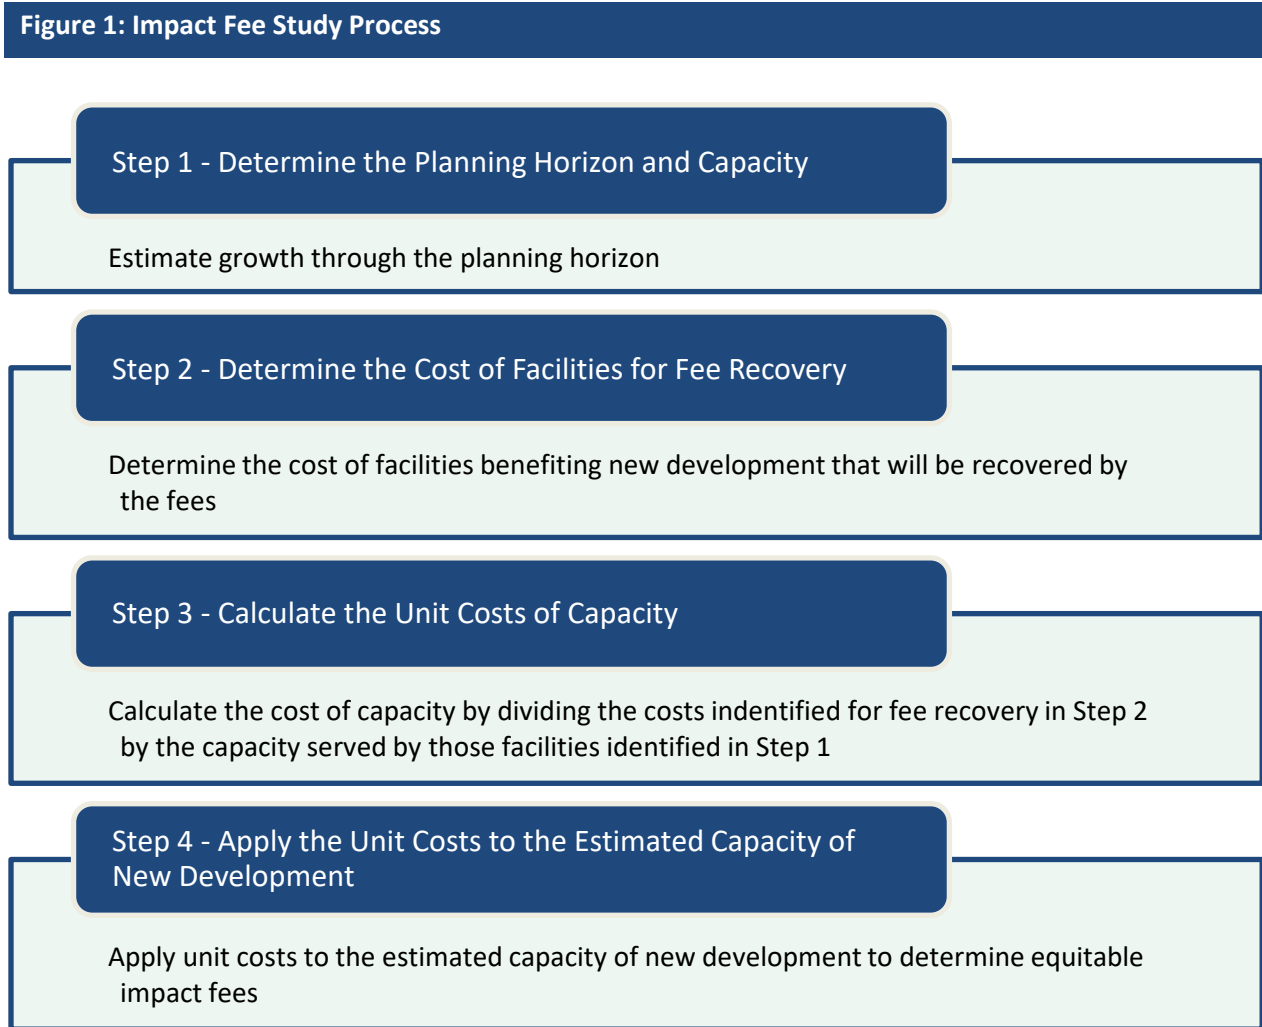 Figure 1: Impact Fee Study Process
Step 1 - Determine the Planning Horizon and Capacity
Estimate growth through the planning horizon
Step 2 - Determine the Cost of Facilities for Fee Recovery
Determine the cost of facilities benefiting new development that will be recovered by
the fees
Step 3 - Calculate the Unit Costs of Capacity
Calculate the cost of capacity by dividing the costs indentified for fee recovery in Step 2
by the capacity served by those facilities identified in Step 1
Step 4 - Apply the Unit Costs to the Estimated Capacity of
New Development
Apply unit costs to the estimated capacity of new development to determine equitable
impact fees